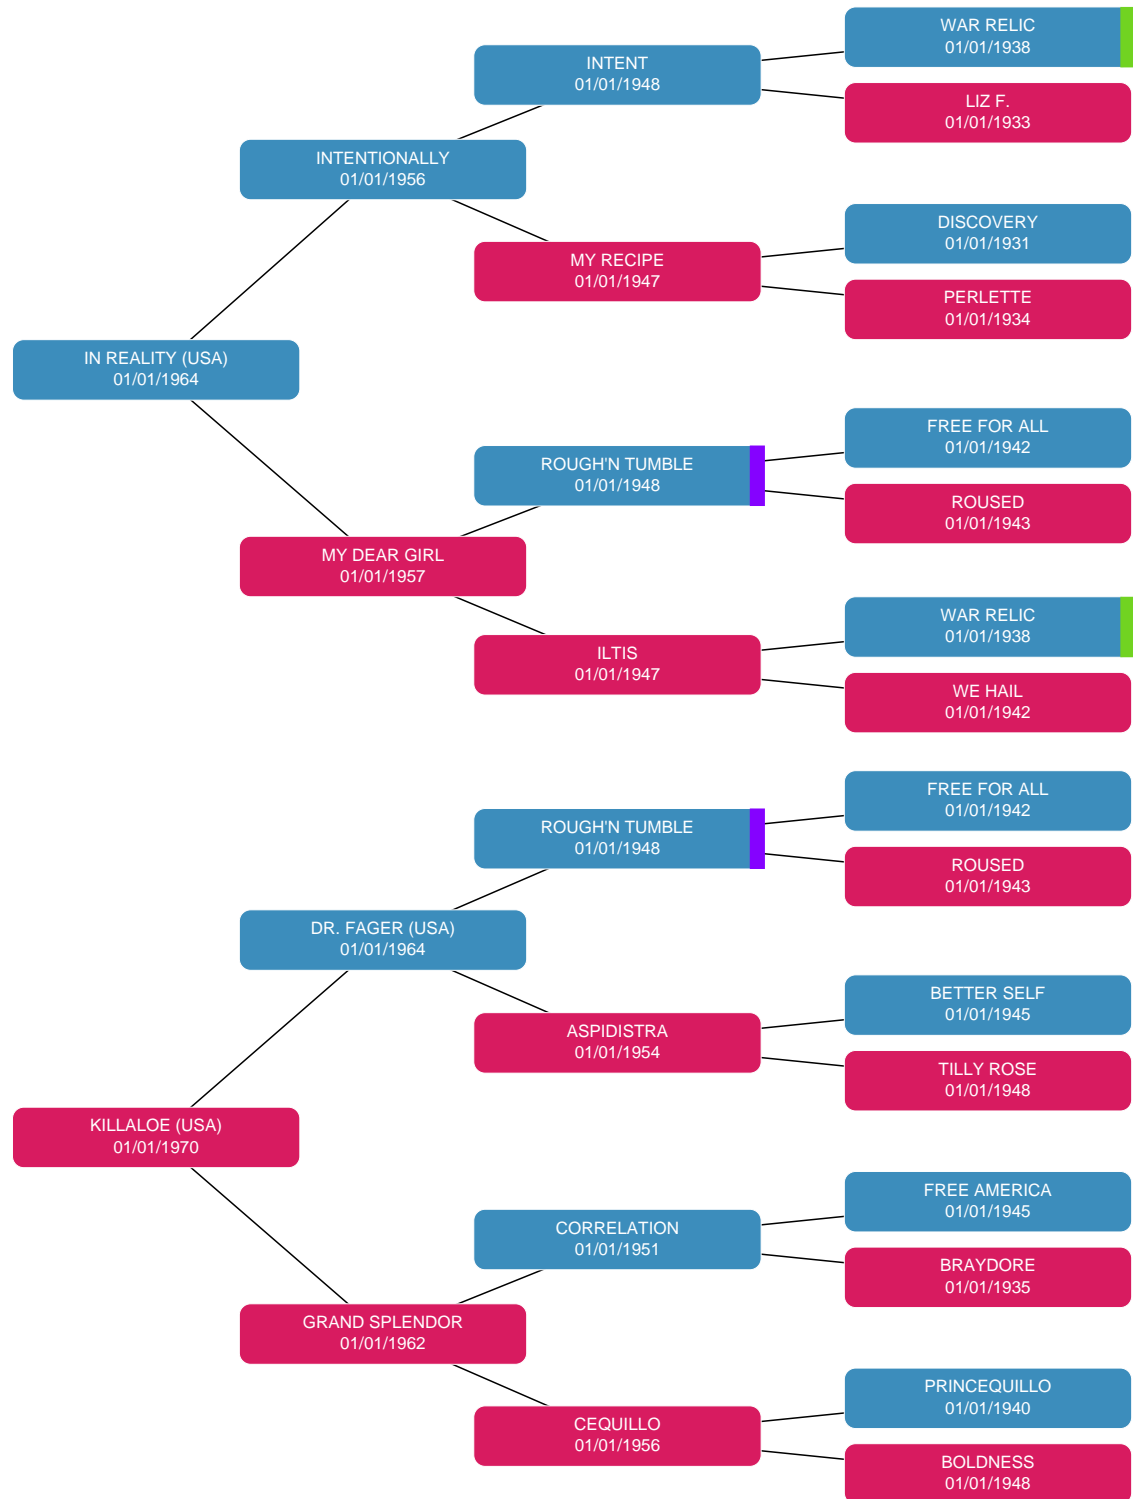 WAR RELIC
01/01/1938
INTENT
01/01/1948
LIZ F.
01/01/1933
INTENTIONALLY
01/01/1956
DISCOVERY
01/01/1931
MY RECIPE
01/01/1947
PERLETTE
01/01/1934
IN REALITY (USA)
01/01/1964
FREE FOR ALL
01/01/1942
ROUGH'N TUMBLE
01/01/1948
ROUSED
01/01/1943
MY DEAR GIRL
01/01/1957
WAR RELIC
01/01/1938
ILTIS
01/01/1947
WE HAIL
01/01/1942
FREE FOR ALL
01/01/1942
ROUGH'N TUMBLE
01/01/1948
ROUSED
01/01/1943
DR. FAGER (USA)
01/01/1964
BETTER SELF
01/01/1945
ASPIDISTRA
01/01/1954
TILLY ROSE
01/01/1948
KILLALOE (USA)
01/01/1970
FREE AMERICA
01/01/1945
CORRELATION
01/01/1951
BRAYDORE
01/01/1935
GRAND SPLENDOR
01/01/1962
PRINCEQUILLO
01/01/1940
CEQUILLO
01/01/1956
BOLDNESS
01/01/1948